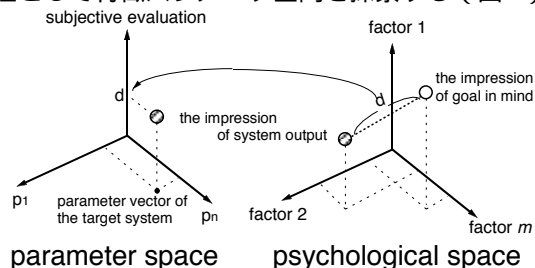 subjective evaluation
factor 1
d
d
the impression
of goal in mind
the impression
of system output
p1
parameter vector of
the target system
pn
factor 2
factor m
parameter space
psychological space